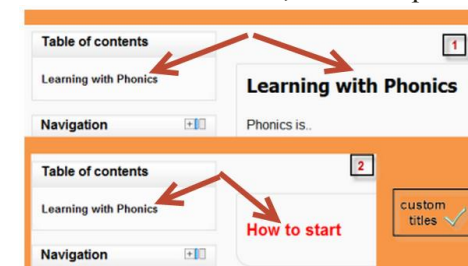 Table of contents
1
Learning with Phonics
Learning with Phonics
Navigation
Phonics is..
Table of contents
2
Learning with Phonics
custom
titles
How to start
Navigation